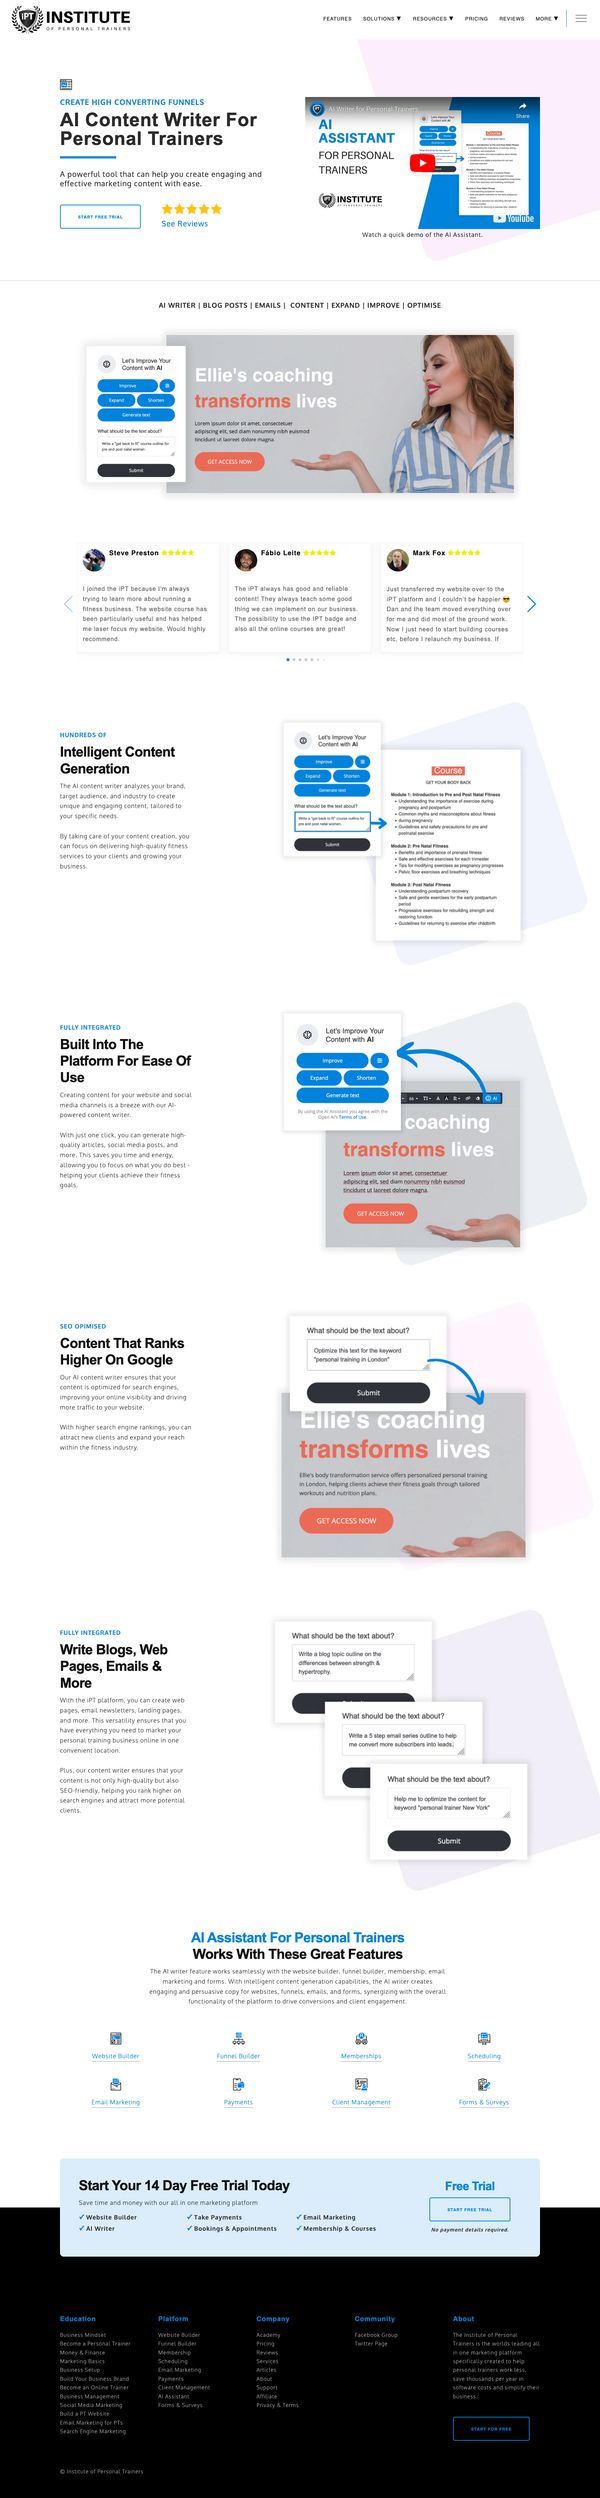 IPT INSTITUTE
OF PERSONAL TRAINERS
FEATURES SOLUTIONS ▼ RESOURCES ▼ PRICING REVIEWS MORE ▼
CREATE HIGH CONVERTING FUNNELS
AI Content Writer For
Personal Trainers
A powerful tool that can help you create engaging and
effective marketing content with ease.
START FREE TRIAL
See Reviews
AI Writer for Personal Trainers
Share
AI
ASSISTANT
FOR PERSONAL
TRAINERS
INSTITUTE
OF PERSONAL TRAINERS
YouTube
Watch a quick demo of the AI Assistant.
AI WRITER | BLOG POSTS | EMAILS | CONTENT | EXPAND | IMPROVE | OPTIMISE
Let's Improve Your
Content with AI
Improve
Expand Shorten
Generate text
What should be the text about?
Write a "get back to fit" course outline for
pre and post natal woman.
Submit
Ellie's coaching
transforms lives
Lorem ipsum dolor sit amet, consectetuer
adipiscing elit, sed diam nonummy nibh euismod
tincidunt ut laoreet dolore magna.
GET ACCESS NOW
Steve Preston
I joined the iPT because I'm always
trying to learn more about running a
fitness business. The website course has
been particularly useful and has helped
me laser focus my website. Would highly
recommend.
Fábio Leite
The iPT always has good and reliable
content! They always teach some good
thing we can implement on our business.
The possibility to use the IPT badge and
also all the online courses are great!
Mark Fox
Just transferred my website over to the
iPT platform and I couldn't be happier 😎
Dan and the team moved everything over
for me and did most of the ground work.
Now I just need to start building courses
etc, before I relaunch my business. If
HUNDREDS OF
Intelligent Content
Generation
The AI content writer analyzes your brand,
target audience, and industry to create
unique and engaging content, tailored to
your specific needs.
By taking care of your content creation, you
can focus on delivering high-quality fitness
services to your clients and growing your
business.
Let's Improve Your
Content with AI
Improve
Expand Shorten
Generate text
What should be the text about?
Write a "get back to fit" course outline for
pre and post natal woman.
Submit
Course
GET YOUR BODY BACK
Module 1: Introduction to Pre and Post Natal Fitness
• Understanding the importance of exercise during
pregnancy and postpartum
• Common myths and misconceptions about fitness
• during pregnancy
• Guidelines and safety precautions for pre and
postnatal exercise
Module 2: Pre Natal Fitness
• Benefits and importance of prenatal fitness
• Safe and effective exercises for each trimester
• Tips for modifying exercises as pregnancy progresses
• Pelvic floor exercises and breathing techniques
Module 3: Post Natal Fitness
• Understanding postpartum recovery
• Safe and gentle exercises for the early postpartum
period
• Progressive exercises for rebuilding strength and
restoring function
• Guidelines for returning to exercise after childbirth
FULLY INTEGRATED
Built Into The
Platform For Ease Of
Use
Creating content for your website and social
media channels is a breeze with our AI-
powered content writer.
With just one click, you can generate high-
quality articles, social media posts, and
more. This saves you time and energy,
allowing you to focus on what you do best -
helping your clients achieve their fitness
goals.
Let's Improve Your
Content with AI
Improve
Expand Shorten
Generate text
By using the AI Assistant you agree with the
Open AI's Terms of Use.
AI
coaching
transforms lives
Lorem ipsum dolor sit amet, consectetuer
adipiscing elit, sed diam nonummy nibh euismod
tincidunt ut laoreet dolore magna.
GET ACCESS NOW
SEO OPIMISED
Content That Ranks
Higher On Google
Our AI content writer ensures that your
content is optimized for search engines,
improving your online visibility and driving
more traffic to your website.
With higher search engine rankings, you can
attract new clients and expand your reach
within the fitness industry.
What should be the text about?
Optimize this text for the keyword
"personal training in London"
Submit
Ellie's coaching
transforms lives
Ellie's body transformation service offers personalized personal training
in London, helping clients achieve their fitness goals through tailored
workouts and nutrition plans.
GET ACCESS NOW
FULLY INTEGRATED
Write Blogs, Web
Pages, Emails &
More
With the iPT platform, you can create web
pages, email newsletters, landing pages,
and more. This versatility ensures that you
have everything you need to market your
personal training business online in one
convenient location.
Plus, our content writer ensures that your
content is not only high-quality but also
SEO-friendly, helping you rank higher on
search engines and attract more potential
clients.
What should be the text about?
Write a blog topic outline on the
differences between strength &
hypertrophy.
What should be the text about?
Write a 5 step email series outline to help
me convert more subscribers into leads.
What should be the text about?
Help me to optimize the content for
keyword "personal trainer New York"
Submit
AI Assistant For Personal Trainers
Works With These Great Features
The AI writer feature works seamlessly with the website builder, funnel builder, membership, email
marketing and forms. With intelligent content generation capabilities, the AI writer creates
engaging and persuasive copy for websites, funnels, emails, and forms, synergizing with the overall
functionality of the platform to drive conversions and client engagement.
Website Builder Funnel Builder Memberships Scheduling
Email Marketing Payments Client Management Forms & Surveys
Start Your 14 Day Free Trial Today
Save time and money with our all in one marketing platform
✓ Website Builder ✓ Take Payments ✓ Email Marketing
✓ AI Writer ✓ Bookings & Appointments ✓ Membership & Courses
Free Trial
START FREE TRIAL
No payment details required.
Education
Business Mindset
Become a Personal Trainer
Money & Finance
Marketing Basics
Business Setup
Build Your Business Brand
Become an Online Trainer
Business Management
Social Media Marketing
Build a PT Website
Email Marketing for PTs
Search Engine Marketing
Platform
Website Builder
Funnel Builder
Membership
Scheduling
Email Marketing
Payments
Client Management
AI Assistant
Forms & Surveys
Company
Academy
Pricing
Reviews
Services
Articles
About
Support
Affiliate
Privacy & Terms
Community
Facebook Group
Twitter Page
About
The Institute of Personal
Trainers is the worlds leading all
in one marketing platform
specifically created to help
personal trainers work less,
save thousands per year in
software costs and simplify their
business.
START FOR FREE
© Institute of Personal Trainers